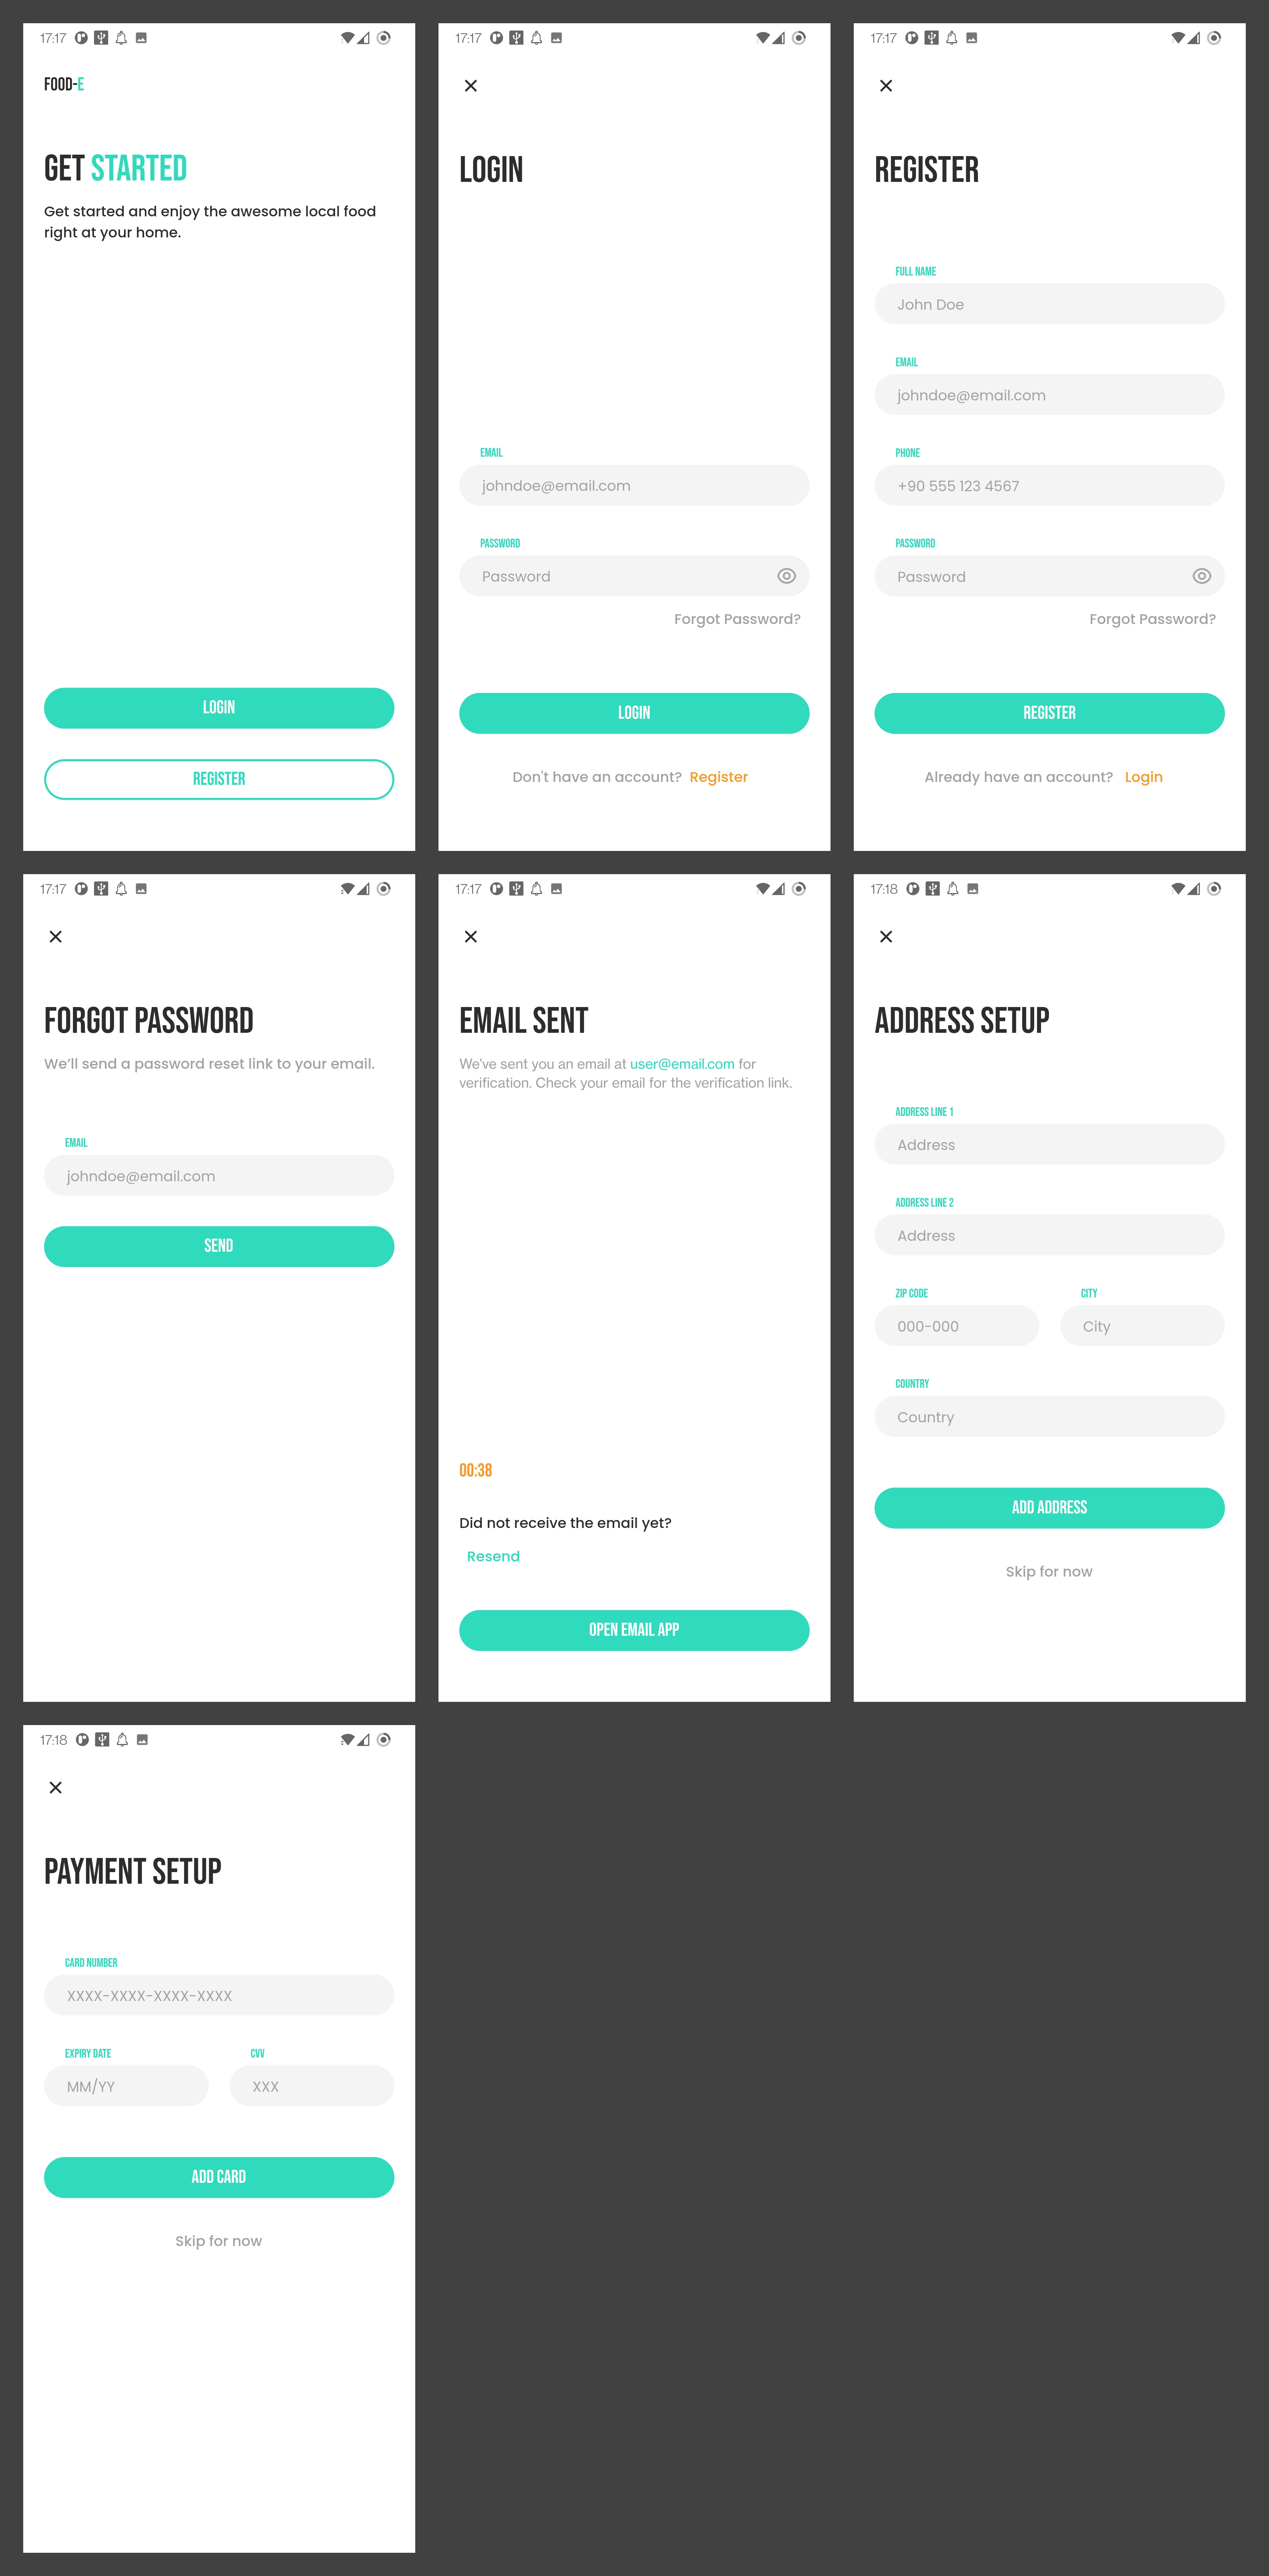 17:17
FOOD-E
GET STARTED
Get started and enjoy the awesome local food
right at your home.
LOGIN
REGISTER
17:17
LOGIN
EMAIL
johndoe@email.com
PASSWORD
Password
Forgot Password?
LOGIN
Don't have an account? Register
17:17
REGISTER
FULL NAME
John Doe
EMAIL
johndoe@email.com
PHONE
+90 555 123 4567
PASSWORD
Password
Forgot Password?
REGISTER
Already have an account? Login
17:17
FORGOT PASSWORD
We'll send a password reset link to your email.
EMAIL
johndoe@email.com
SEND
17:17
EMAIL SENT
We've sent you an email at user@email.com for
verification. Check your email for the verification link.
00:38
Did not receive the email yet?
Resend
OPEN EMAIL APP
17:18
ADDRESS SETUP
ADDRESS LINE 1
Address
ADDRESS LINE 2
Address
ZIP CODE
CITY
000-000
City
COUNTRY
Country
ADD ADDRESS
Skip for now
17:18
PAYMENT SETUP
CARD NUMBER
XXXX-XXXX-XXXX-XXXX
EXPIRY DATE
CVV
MM/YY
XXX
ADD CARD
Skip for now